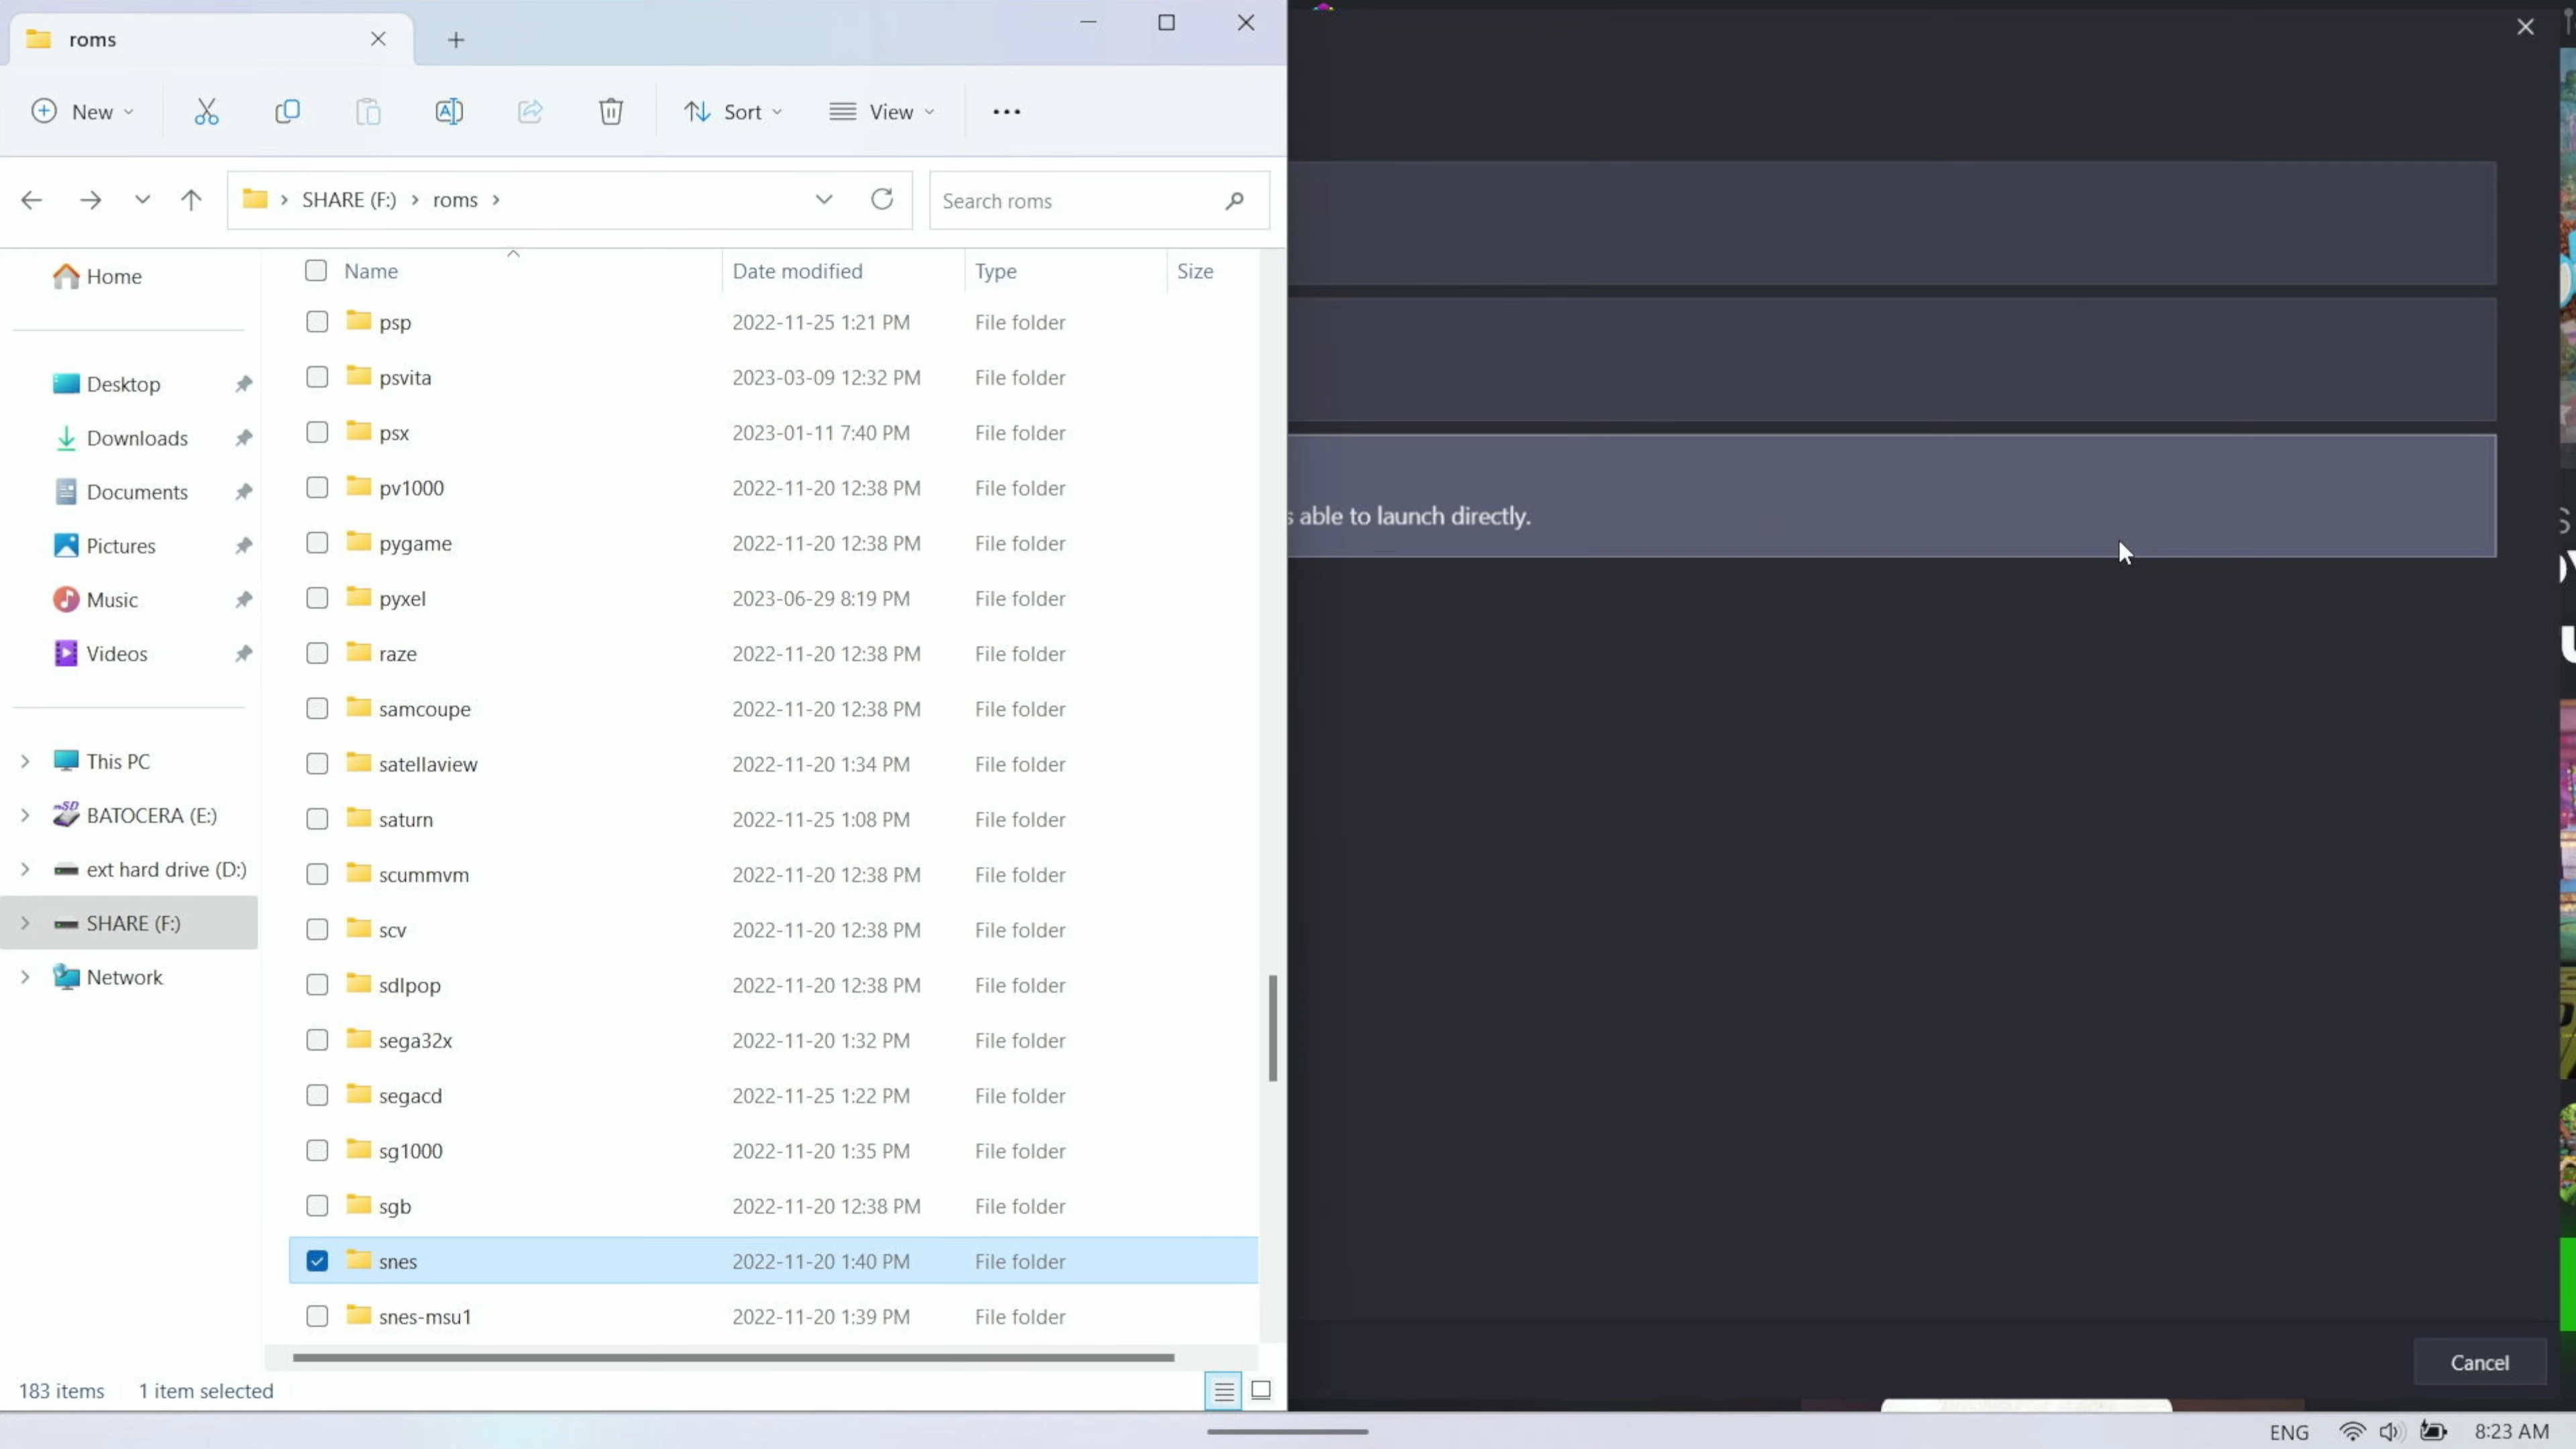 roms
New
Sort
View
SHARE (F:)
roms
Search roms
Home
Desktop
Downloads
Documents
Pictures
Music
Videos
This PC
BATOCERA (E:)
ext hard drive (D:)
SHARE (F:)
Network
Name Date modified Type Size
psp 2022-11-25 1:21 PM File folder
psvita 2023-03-09 12:32 PM File folder
psx 2023-01-11 7:40 PM File folder
pv1000 2022-11-20 12:38 PM File folder
pygame 2022-11-20 12:38 PM File folder
pyxel 2023-06-29 8:19 PM File folder
raze 2022-11-20 12:38 PM File folder
samcoupe 2022-11-20 12:38 PM File folder
satellaview 2022-11-20 1:34 PM File folder
saturn 2022-11-25 1:08 PM File folder
scummvm 2022-11-20 12:38 PM File folder
scv 2022-11-20 12:38 PM File folder
sdlpop 2022-11-20 12:38 PM File folder
sega32x 2022-11-20 1:32 PM File folder
segacd 2022-11-25 1:22 PM File folder
sg1000 2022-11-20 1:35 PM File folder
sgb 2022-11-20 12:38 PM File folder
snes 2022-11-20 1:40 PM File folder
snes-msu1 2022-11-20 1:39 PM File folder
183 items 1 item selected
able to launch directly.
Cancel
ENG 8:23 AM